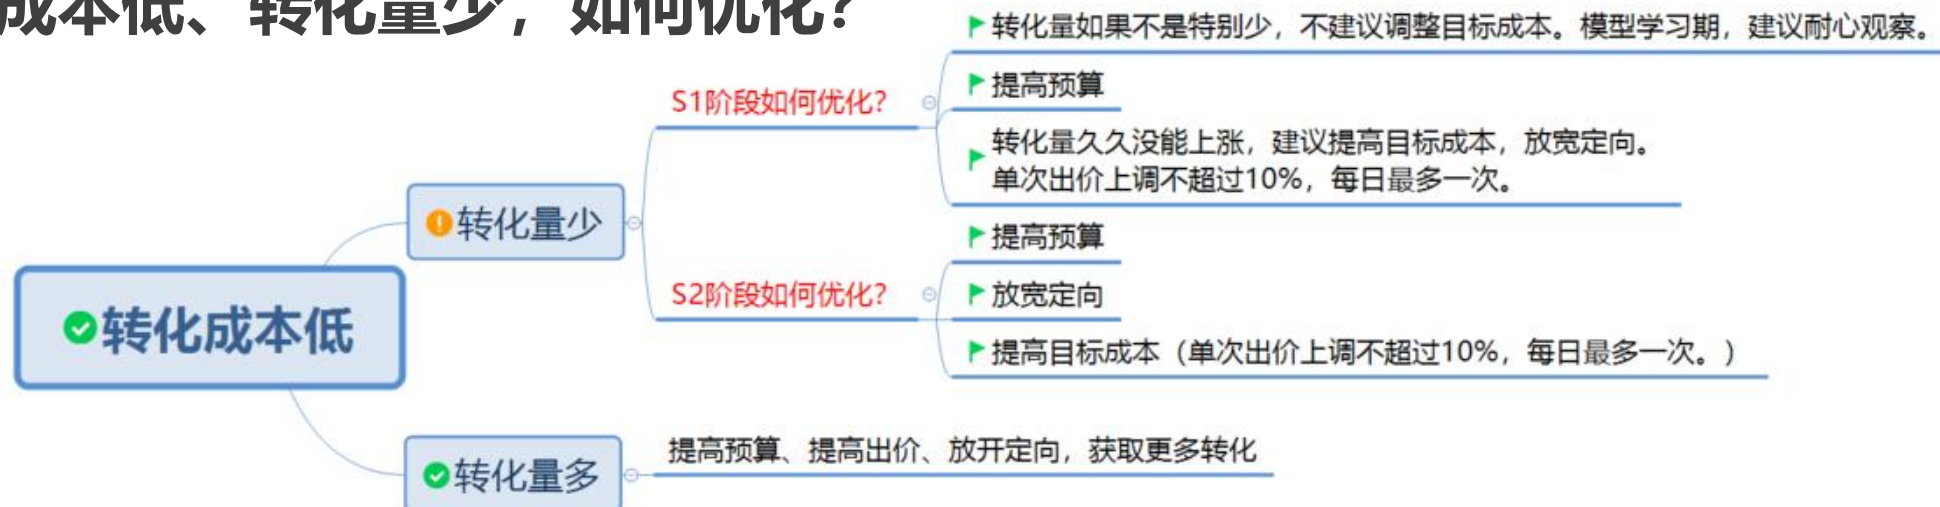 成本低、转化量少，如何优化？
转化量如果不是特别少，不建议调整目标成本。模型学习期，建议耐心观察。
S1阶段如何优化？
提高预算
转化量久久没能上涨，建议提高目标成本，放宽定向。
单次出价上调不超过10%，每日最多一次。
转化量少
提高预算
S2阶段如何优化？
放宽定向
提高目标成本（单次出价上调不超过10%，每日最多一次。）
转化成本低
转化量多
提高预算、提高出价、放开定向，获取更多转化